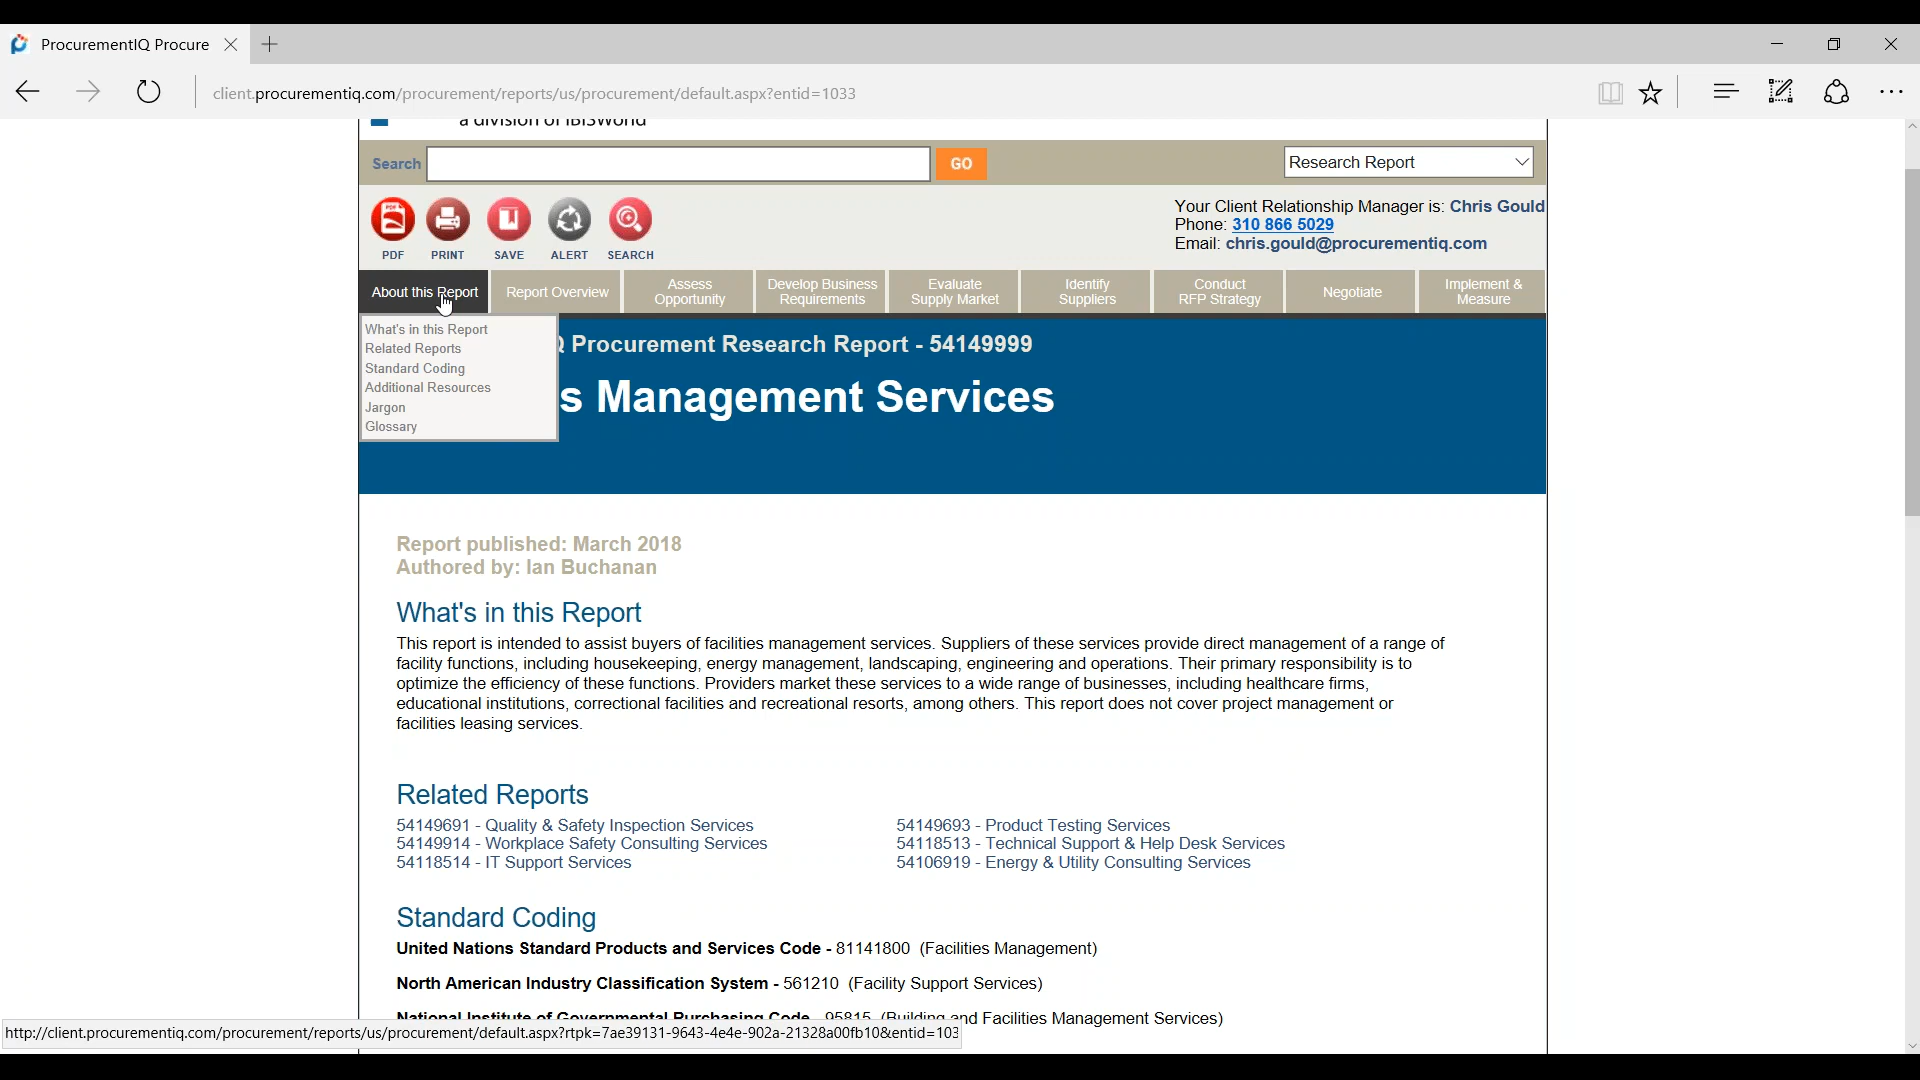 ProcurementIQ Procure
client.procurementiq.com/procurement/reports/us/procurement/default.aspx?entid=1033
a division of IBISWorld
Search
GO
Research Report
PDF
PRINT
SAVE
ALERT
SEARCH
Your Client Relationship Manager is: Chris Gould
Phone: 310 866 5029
Email: chris.gould@procurementiq.com
About this Report
Report Overview
Assess
Opportunity
Develop Business
Requirements
Evaluate
Supply Market
Identify
Suppliers
Conduct
RFP Strategy
Negotiate
Implement &
Measure
What's in this Report
Related Reports
Standard Coding
Additional Resources
Jargon
Glossary
Procurement Research Report - 54149999
s Management Services
Report published: March 2018
Authored by: Ian Buchanan
What's in this Report
This report is intended to assist buyers of facilities management services. Suppliers of these services provide direct management of a range of
facility functions, including housekeeping, energy management, landscaping, engineering and operations. Their primary responsibility is to
optimize the efficiency of these functions. Providers market these services to a wide range of businesses, including healthcare firms,
educational institutions, correctional facilities and recreational resorts, among others. This report does not cover project management or
facilities leasing services.
Related Reports
54149691 - Quality & Safety Inspection Services
54149914 - Workplace Safety Consulting Services
54118514 - IT Support Services
54149693 - Product Testing Services
54118513 - Technical Support & Help Desk Services
54106919 - Energy & Utility Consulting Services
Standard Coding
United Nations Standard Products and Services Code - 81141800 (Facilities Management)
North American Industry Classification System - 561210 (Facility Support Services)
National Institute of Governmental Purchasing Code 95815 (Building and Facilities Management Services)
http://client.procurementiq.com/procurement/reports/us/procurement/default.aspx?rtpk=7ae39131-9643-4e4e-902a-21328a00fb10&entid=103